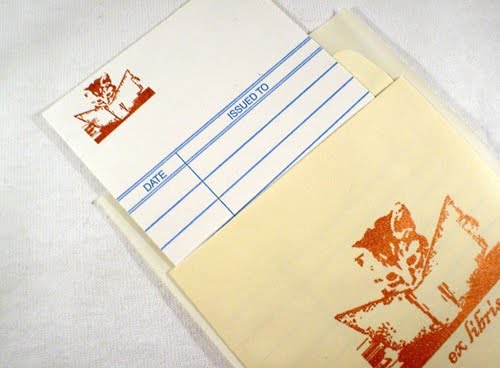 DATE ISSUED TO
ex libris